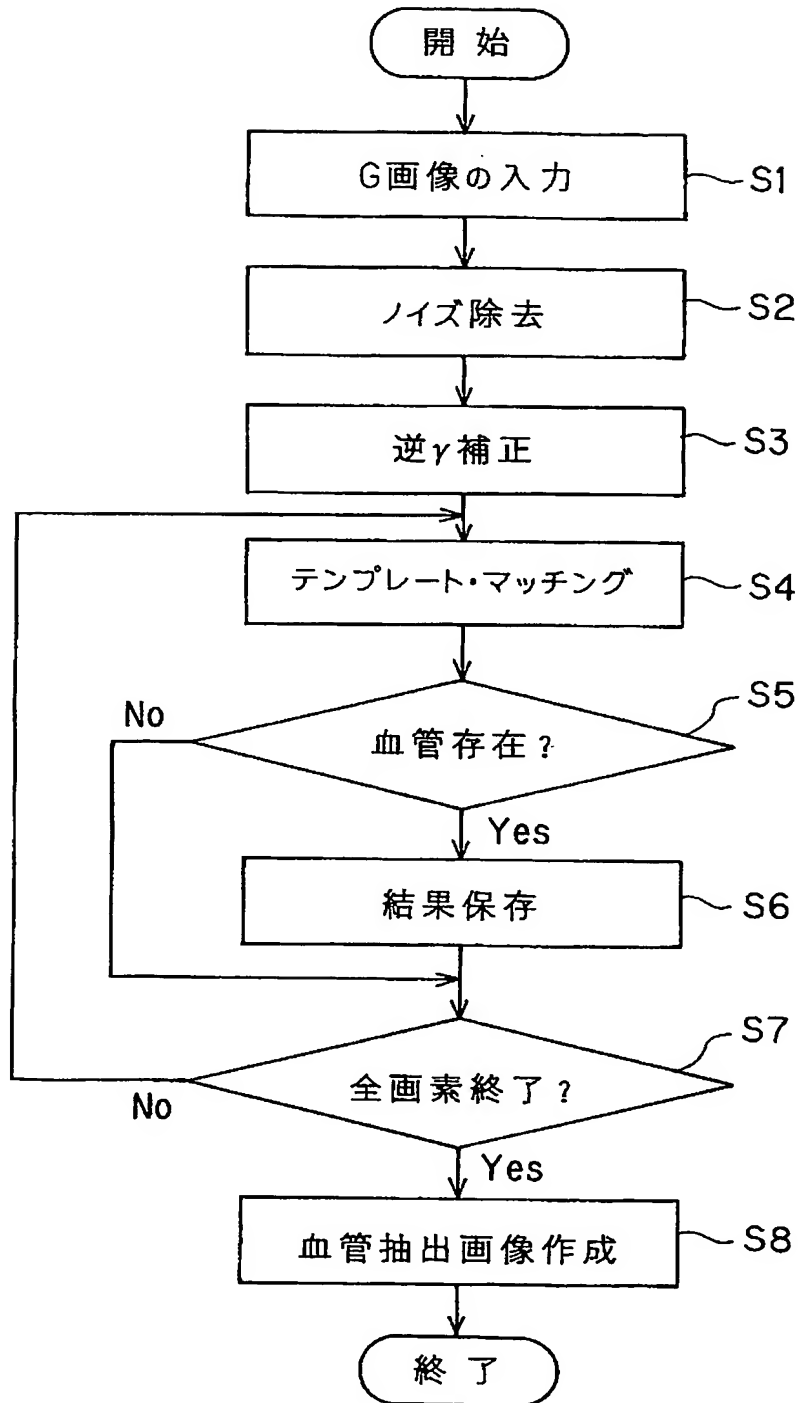 開始
G画像の入力
S1
ノイズ除去
S2
逆γ補正
S3
テンプレート・マッチング
S4
血管存在?
S5
No
Yes
結果保存
S6
全画素終了?
S7
No
Yes
血管抽出画像作成
S8
終了